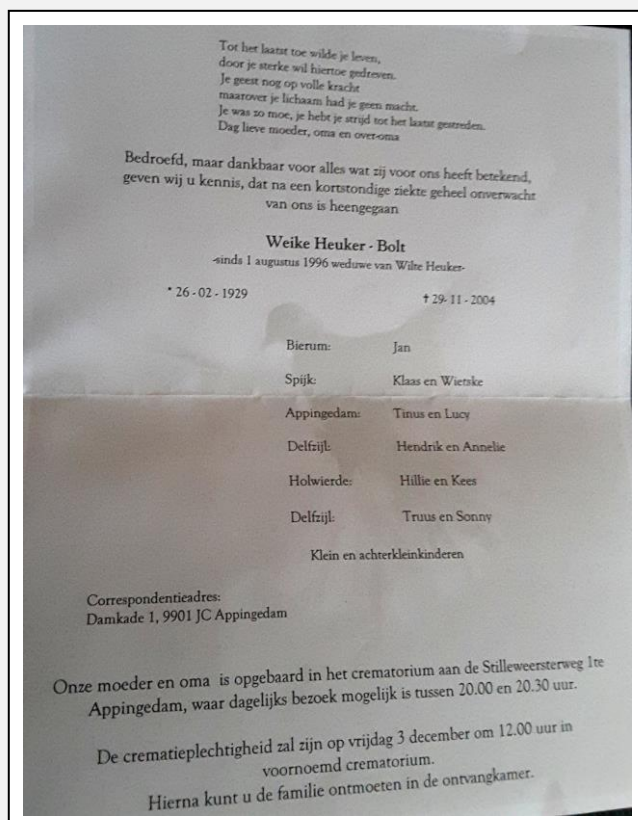 Tot het laatst toe wilde je leven,
door je sterke wil hiertoe gedreven.
Je geest nog op volle kracht
maarover je lichaam had je geen macht.
Je was zo moe, je hebt je strijd tot het laatst gestreden.
Dag lieve moeder, oma en over-oma
Bedroefd, maar dankbaar voor alles wat zij voor ons heeft betekend,
geven wij u kennis, dat na een kortstondige ziekte geheel onverwacht
van ons is heengegaan
Weike Heuker - Bolt
-sinds 1 augustus 1996 weduwe van Wilte Heuker-
* 26 - 02 - 1929 † 29- 11 - 2004
Bierum: Jan
Spijk: Klaas en Wietske
Appingedam: Tinus en Lucy
Delfzijl: Hendrik en Annelie
Holwierde: Hillie en Kees
Delfzijl: Truus en Sonny
Klein en achterkleinkinderen
Correspondentieadres:
Damkade 1, 9901 JC Appingedam
Onze moeder en oma is opgebaard in het crematorium aan de Stilleweersterweg 1te
Appingedam, waar dagelijks bezoek mogelijk is tussen 20.00 en 20.30 uur.
De crematieplechtigheid zal zijn op vrijdag 3 december om 12.00 uur in
voornoemd crematorium.
Hierna kunt u de familie ontmoeten in de ontvangkamer.